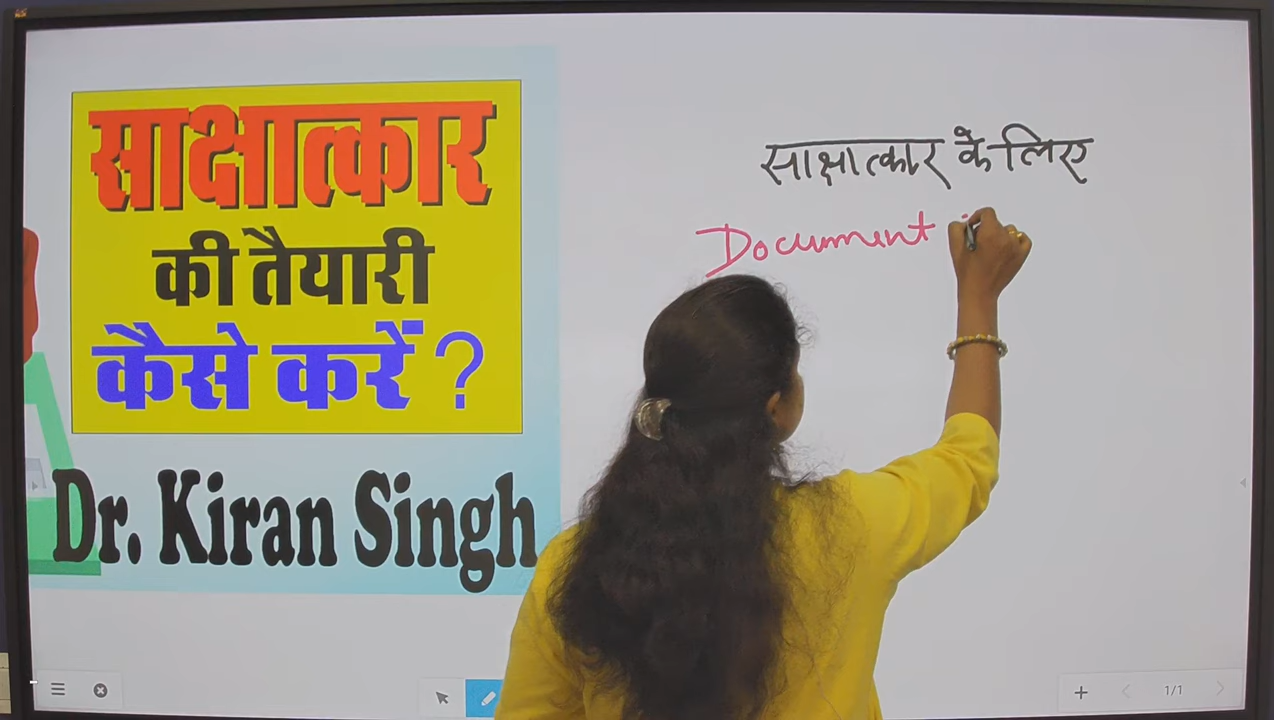 साक्षात्कार
की तैयारी
कैसे करें ?
Dr. Kiran Singh
साक्षात्कार के लिए
Document
1/1